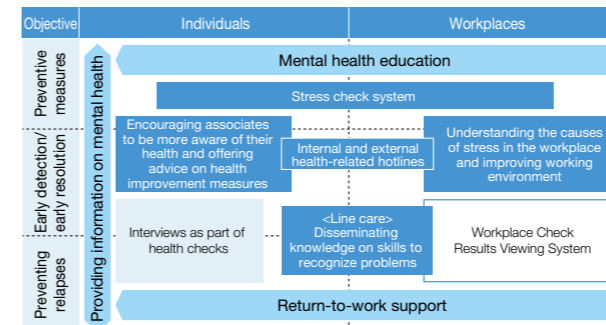 Objective
Individuals
Workplaces
Preventive
measures
Early detection/
early resolution
Preventing
relapses
Providing information on mental health
Mental health education
Stress check system
Encouraging associates
to be more aware of their
health and offering
advice on health
improvement measures
Internal and external
health-related hotlines
Understanding the causes
of stress in the workplace
and improving working
environment
Interviews as part of
health checks
<Line care>
Disseminating
knowledge on skills to
recognize problems
Workplace Check
Results Viewing System
Return-to-work support